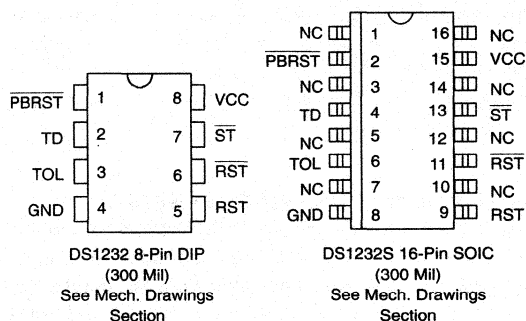 PBRST 1 8 VCC
TD 2 7 ST
TOL 3 6 RST
GND 4 5 RST
DS1232 8-Pin DIP
(300 Mil)
See Mech. Drawings
Section
NC 1 16 NC
PBRST 2 15 VCC
NC 3 14 NC
TD 4 13 ST
NC 5 12 NC
TOL 6 11 RST
NC 7 10 NC
GND 8 9 RST
DS1232S 16-Pin SOIC
(300 Mil)
See Mech. Drawings
Section